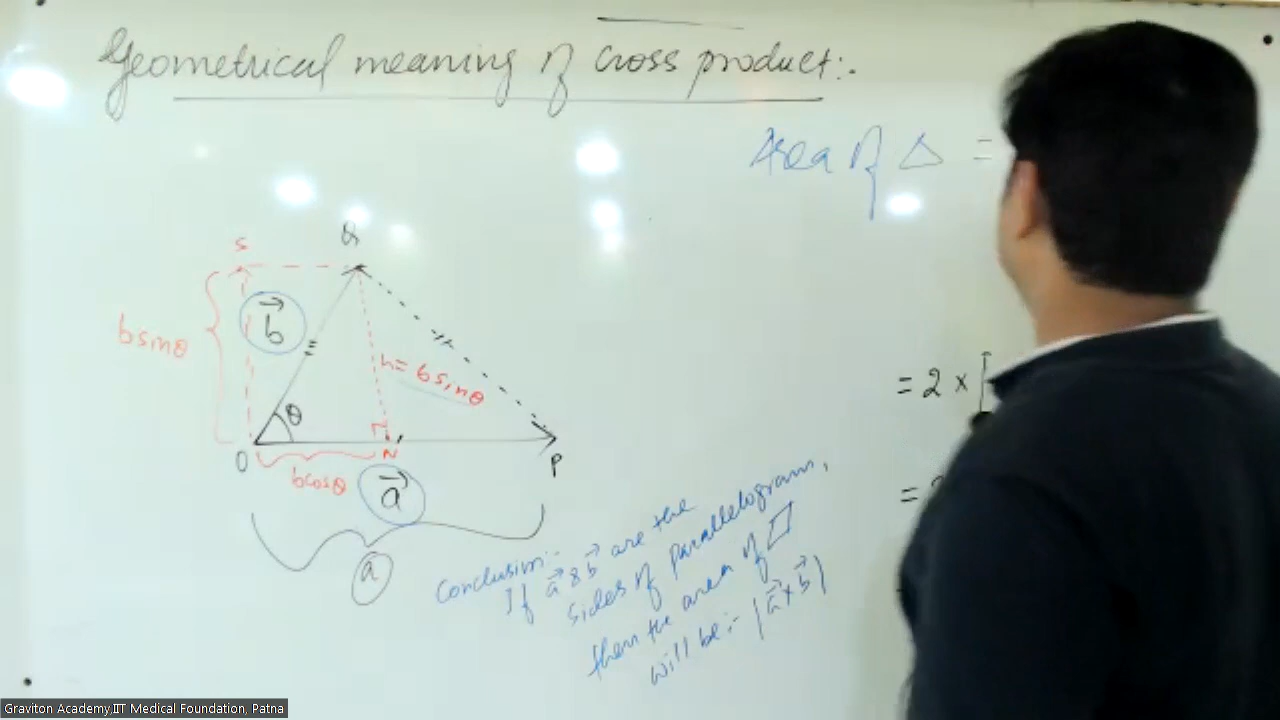 Geometrical meaning of cross product:.
Area of Δ =
S
Q
b sinθ
b⃗
h = b sinθ
θ
O
N
P
b cosθ
a⃗
a
= 2 ×
=
Conclusion:-
If a⃗ & b⃗ are the
sides of parallelogram,
then the area of ▱
will be :- |a⃗ × b⃗|
Graviton Academy,IIT Medical Foundation, Patna